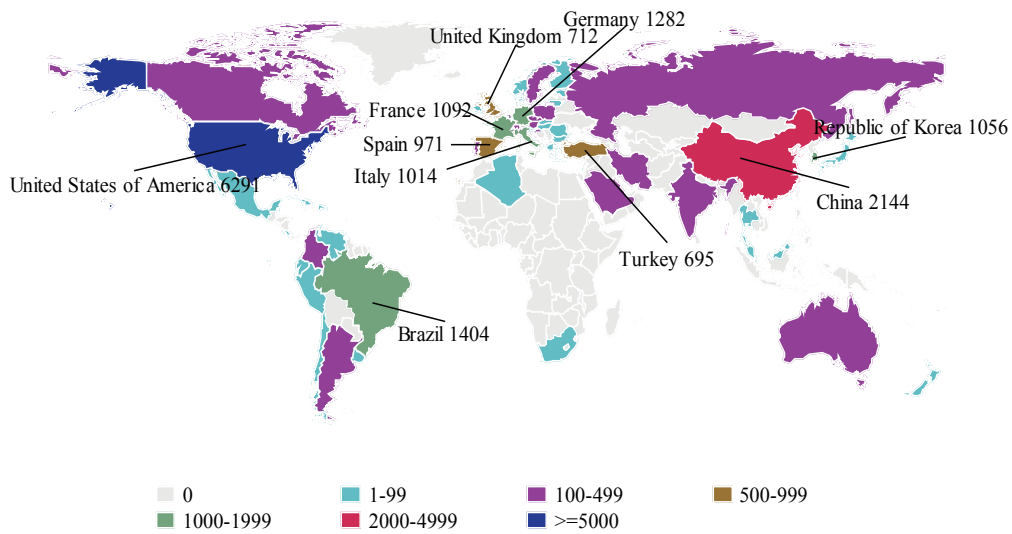 Germany 1282
United Kingdom 712
France 1092
Republic of Korea 1056
Spain 971
Italy 1014
United States of America 6291
China 2144
Turkey 695
Brazil 1404
0
1-99
100-499
500-999
1000-1999
2000-4999
>=5000